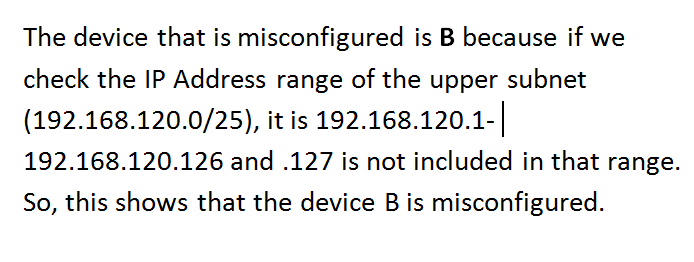 The device that is misconfigured is B because if we
check the IP Address range of the upper subnet
(192.168.120.0/25), it is 192.168.120.1-
192.168.120.126 and .127 is not included in that range.
So, this shows that the device B is misconfigured.